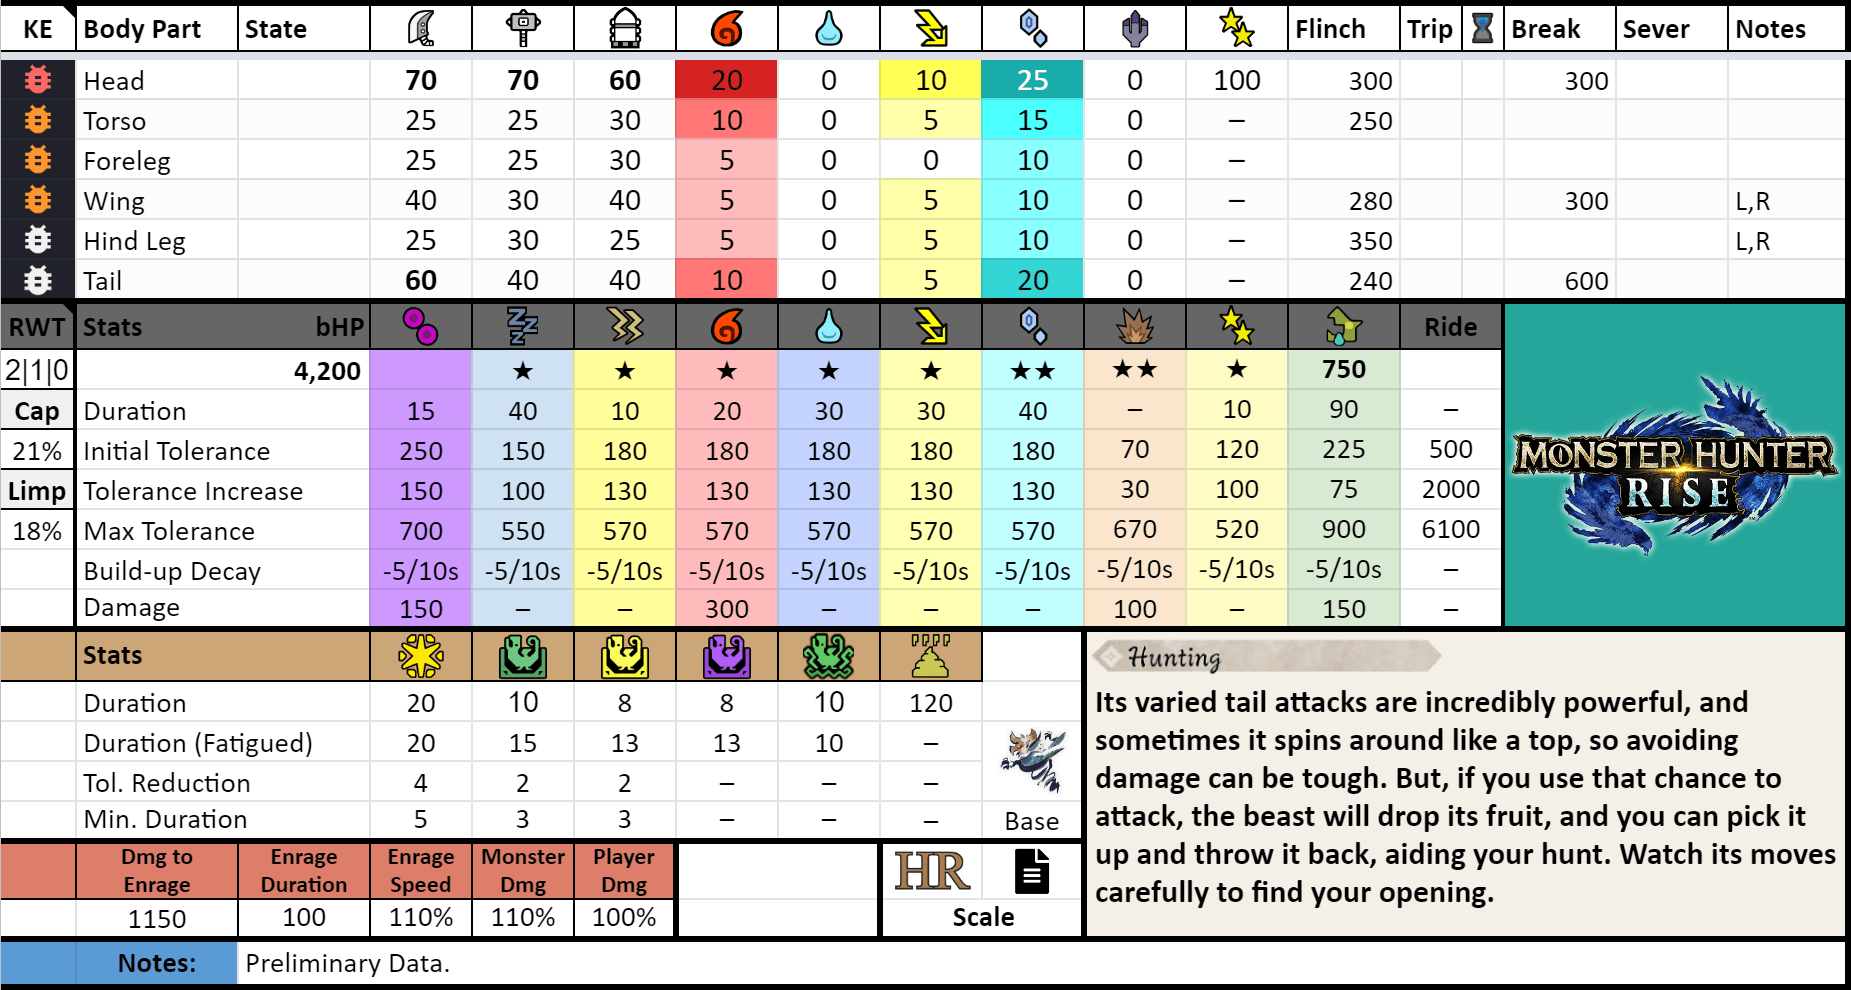 KE Body Part State Flinch Trip Break Sever Notes
Head 70 70 60 20 0 10 25 0 100 300 300
Torso 25 25 30 10 0 5 15 0 – 250
Foreleg 25 25 30 5 0 0 10 0 –
Wing 40 30 40 5 0 5 10 0 – 280 300 L,R
Hind Leg 25 30 25 5 0 5 10 0 – 350 L,R
Tail 60 40 40 10 0 5 20 0 – 240 600
RWT Stats bHP Ride
2|1|0 4,200 ★ ★ ★ ★ ★ ★★ ★★ ★ 750
Cap Duration 15 40 10 20 30 30 40 – 10 90 –
21% Initial Tolerance 250 150 180 180 180 180 180 70 120 225 500
Limp Tolerance Increase 150 100 130 130 130 130 130 30 100 75 2000
18% Max Tolerance 700 550 570 570 570 570 570 670 520 900 6100
Build-up Decay -5/10s -5/10s -5/10s -5/10s -5/10s -5/10s -5/10s -5/10s -5/10s -5/10s –
Damage 150 – – 300 – – – 100 – 150 –
MONSTER HUNTER
RISE
Stats
Duration 20 10 8 8 10 120
Duration (Fatigued) 20 15 13 13 10 –
Tol. Reduction 4 2 2 – – –
Min. Duration 5 3 3 – – – Base
Hunting
Its varied tail attacks are incredibly powerful, and
sometimes it spins around like a top, so avoiding
damage can be tough. But, if you use that chance to
attack, the beast will drop its fruit, and you can pick it
up and throw it back, aiding your hunt. Watch its moves
carefully to find your opening.
Dmg to Enrage Enrage Duration Enrage Speed Monster Dmg Player Dmg HR
1150 100 110% 110% 100% Scale
Notes: Preliminary Data.